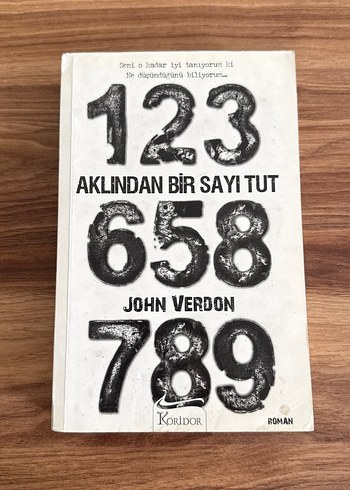 Seni o kadar iyi tanıyorum ki
Ne düşündüğünü biliyorum...
123
AKLINDAN BİR SAYI TUT
658
JOHN VERDON
789
KORİDOR
ROMAN